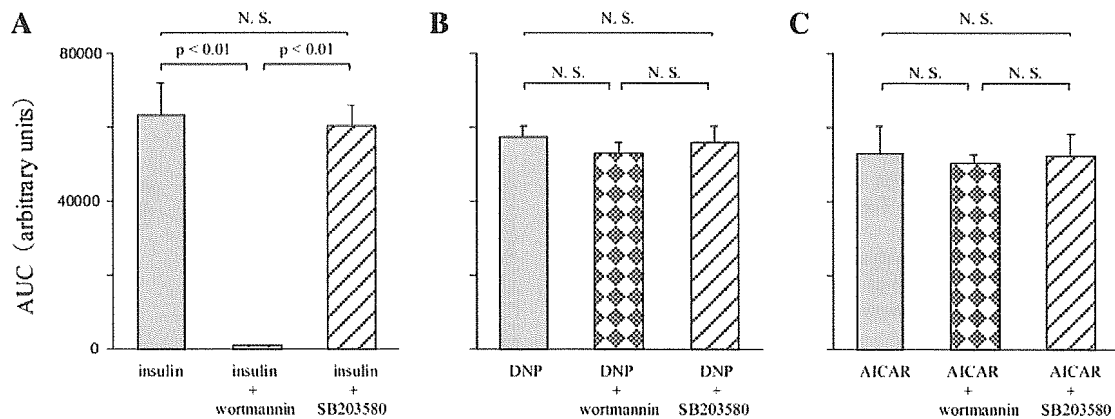 A
N. S.
p < 0.01
p < 0.01
AUC (arbitrary units)
80000
40000
0
insulin
insulin
+
wortmannin
insulin
+
SB203580
B
N. S.
N. S.
N. S.
DNP
DNP
+
wortmannin
DNP
+
SB203580
C
N. S.
N. S.
N. S.
AICAR
AICAR
+
wortmannin
AICAR
+
SB203580